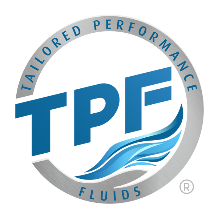 TAILORED PERFORMANCE
TPF
FLUIDS
®